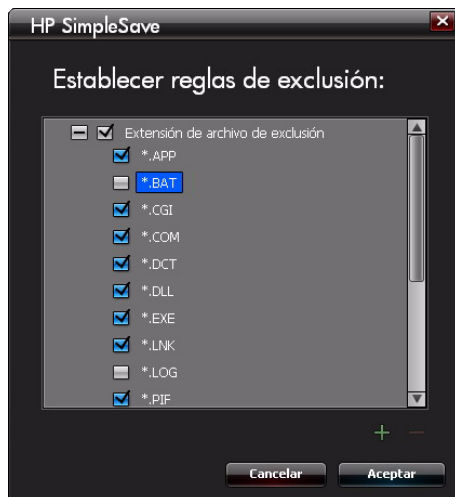 HP SimpleSave
Establecer reglas de exclusión:
Extensión de archivo de exclusión
*.APP
*.BAT
*.CGI
*.COM
*.DCT
*.DLL
*.EXE
*.LNK
*.LOG
*.PIF
Cancelar
Aceptar